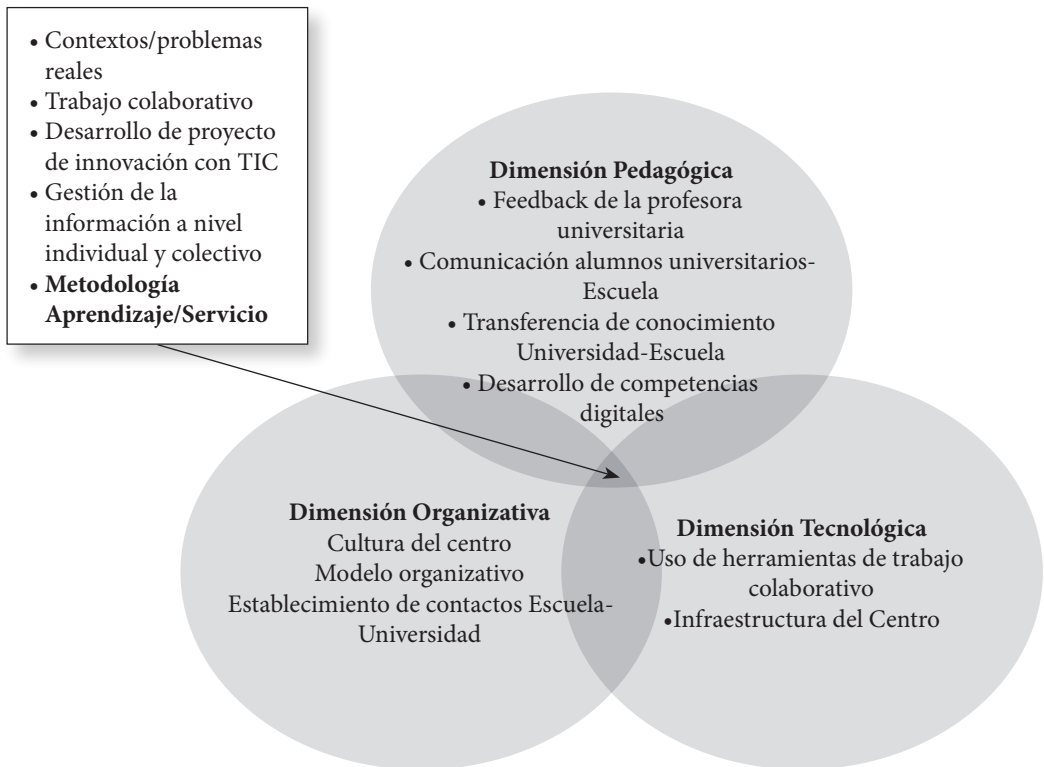 • Contextos/problemas
reales
• Trabajo colaborativo
• Desarrollo de proyecto
de innovación con TIC
• Gestión de la
información a nivel
individual y colectivo
• Metodología
Aprendizaje/Servicio
Dimensión Pedagógica
• Feedback de la profesora
universitaria
• Comunicación alumnos universitarios-
Escuela
• Transferencia de conocimiento
Universidad-Escuela
• Desarrollo de competencias
digitales
Dimensión Organizativa
Cultura del centro
Modelo organizativo
Establecimiento de contactos Escuela-
Universidad
Dimensión Tecnológica
•Uso de herramientas de trabajo
colaborativo
•Infraestructura del Centro